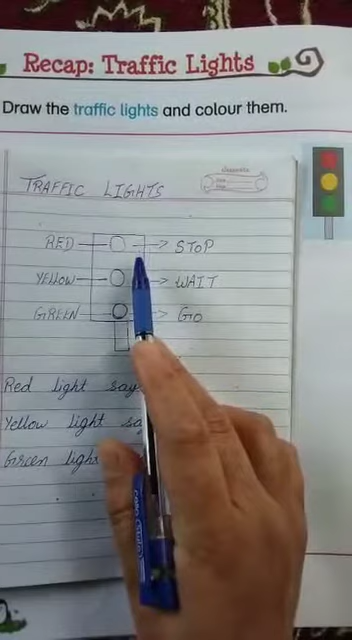 Recap: Traffic Lights
Draw the traffic lights and colour them.
TRAFFIC LIGHTS
RED STOP
YELLOW WAIT
GREEN GO
Red light say
Yellow light sa
Green light